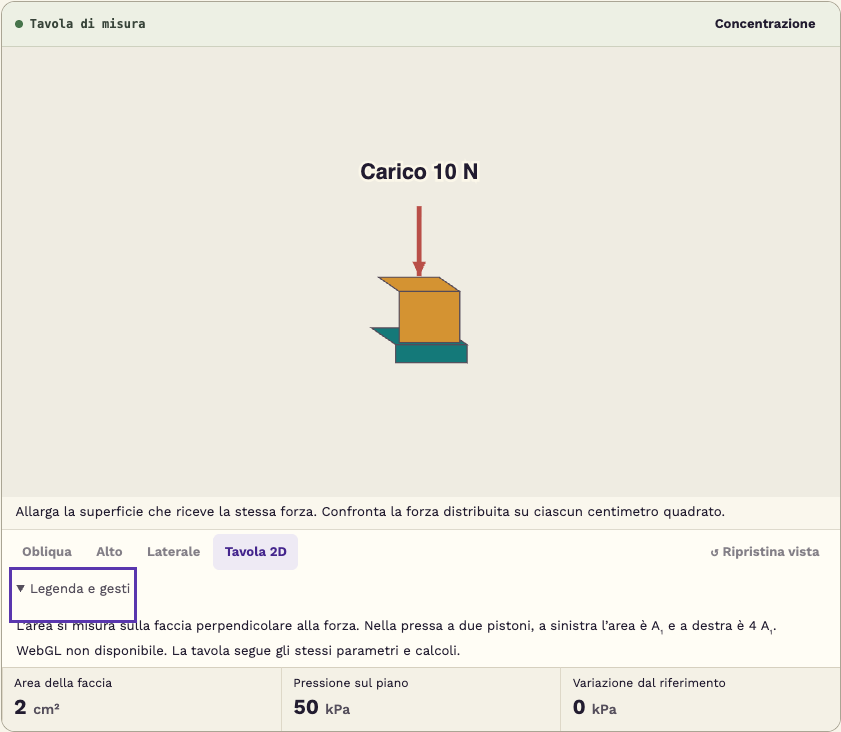 Tavola di misura
Concentrazione
Carico 10 N
Allarga la superficie che riceve la stessa forza. Confronta la forza distribuita su ciascun centimetro quadrato.
Obliqua Alto Laterale Tavola 2D ↺ Ripristina vista
▼ Legenda e gesti
L’area si misura sulla faccia perpendicolare alla forza. Nella pressa a due pistoni, a sinistra l’area è A₁ e a destra è 4 A₁.
WebGL non disponibile. La tavola segue gli stessi parametri e calcoli.
Area della faccia
2 cm²
Pressione sul piano
50 kPa
Variazione dal riferimento
0 kPa